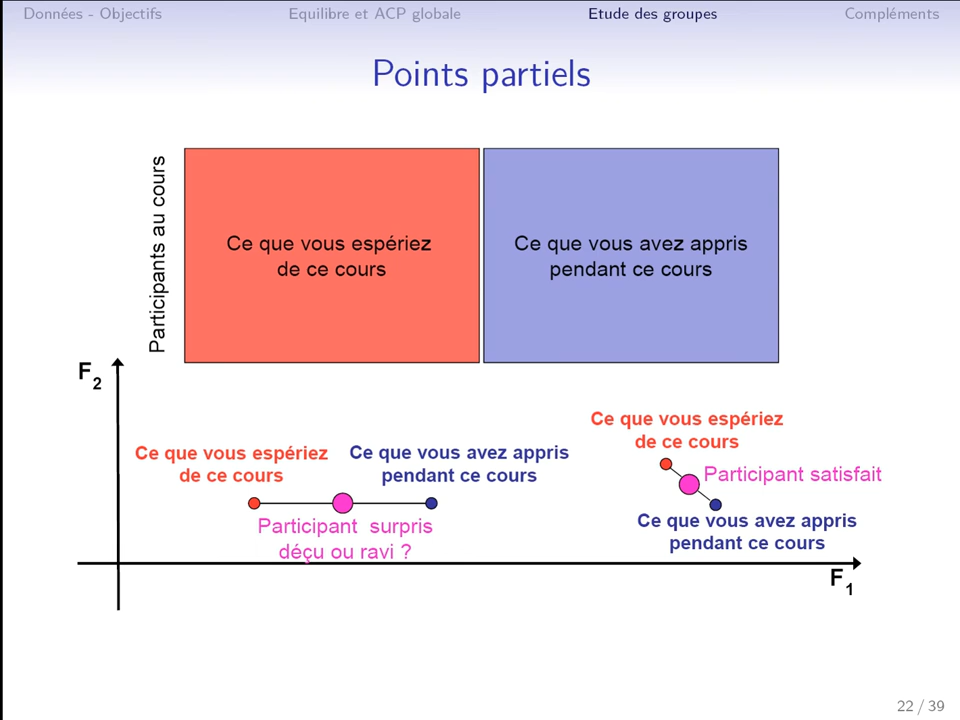 Données - Objectifs Equilibre et ACP globale Etude des groupes Compléments
Points partiels
Participants au cours
Ce que vous espériez
de ce cours
Ce que vous avez appris
pendant ce cours
F2
Ce que vous espériez
de ce cours
Ce que vous avez appris
pendant ce cours
Participant surpris
déçu ou ravi ?
Ce que vous espériez
de ce cours
Participant satisfait
Ce que vous avez appris
pendant ce cours
F1
22 / 39